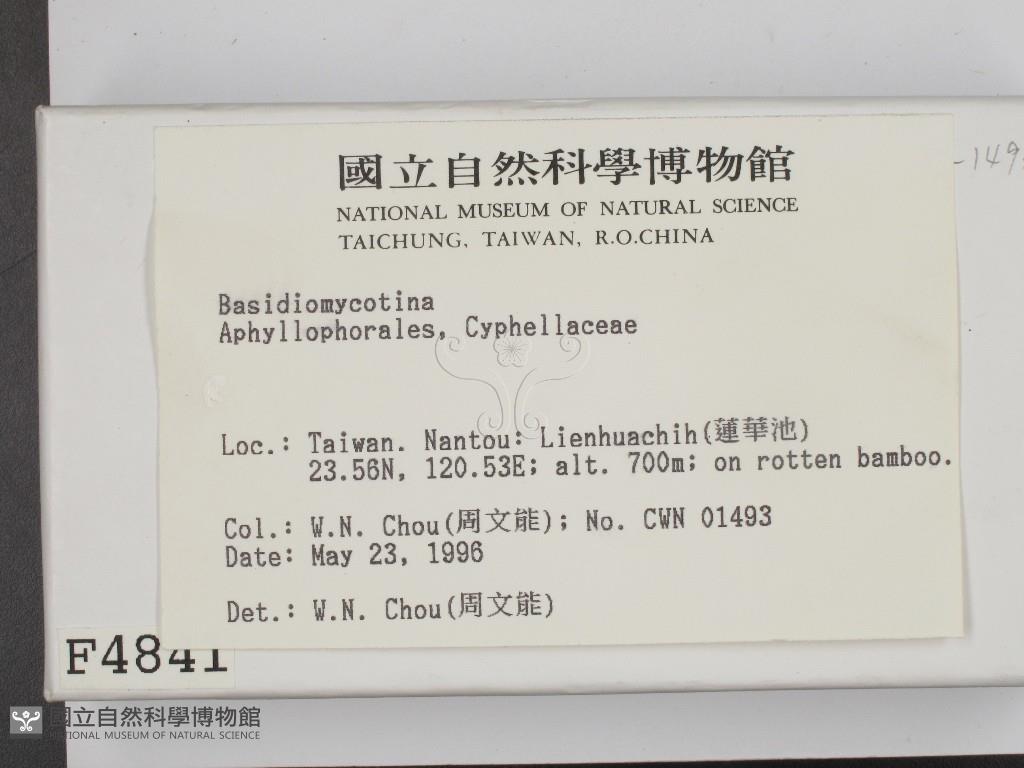 國立自然科學博物館
NATIONAL MUSEUM OF NATURAL SCIENCE
TAICHUNG, TAIWAN, R.O.CHINA
-149
Basidiomycotina
Aphyllophorales, Cyphellaceae
Loc.: Taiwan. Nantou: Lienhuachih(蓮華池)
23.56N, 120.53E; alt. 700m; on rotten bamboo.
Col.: W.N. Chou(周文能); No. CWN 01493
Date: May 23, 1996
Det.: W.N. Chou(周文能)
F4841
國立自然科學博物館
NATIONAL MUSEUM OF NATURAL SCIENCE